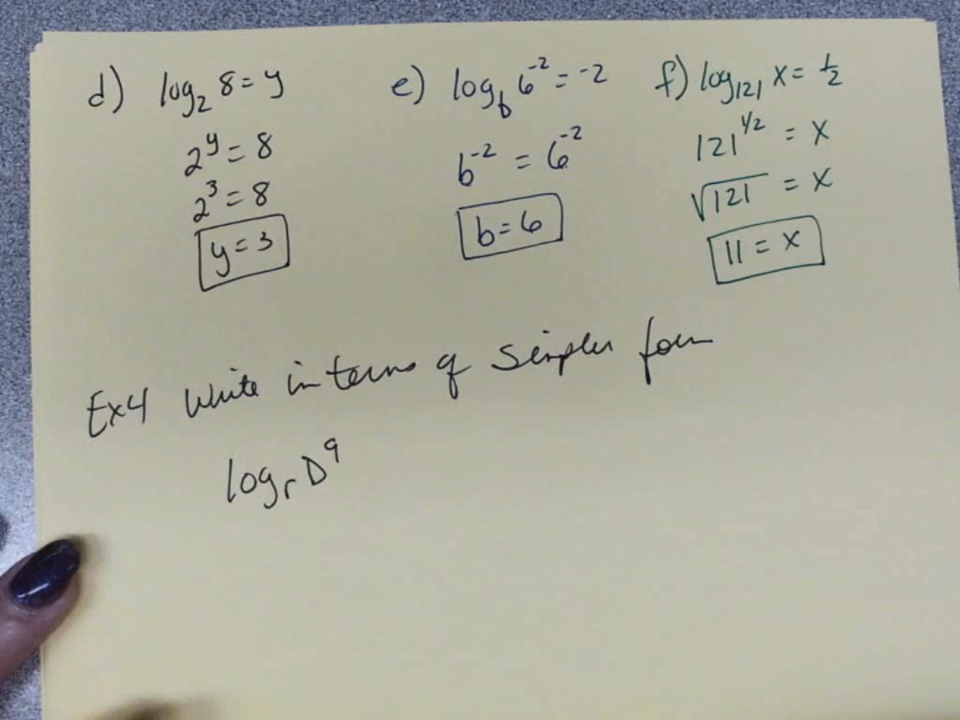 d) log₂ 8 = y
2^y = 8
2³ = 8
y = 3
e) log_b 6⁻² = -2
b⁻² = 6⁻²
b = 6
f) log₁₂₁ x = 1/2
121^1/2 = x
√121 = x
11 = x
Ex4 Write in terms of simpler form
log_r D⁹